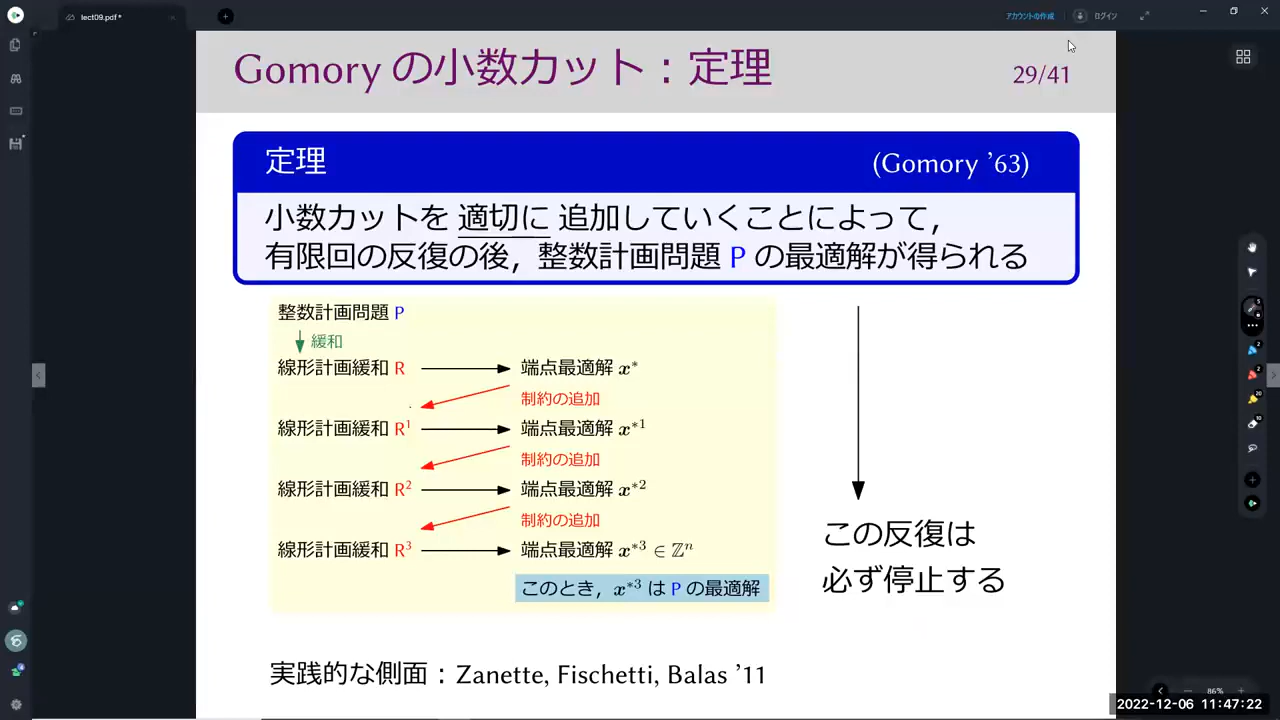 lect09.pdf *
アカウントの作成
ログイン
Gomory の小数カット：定理
29/41
定理
(Gomory ’63)
小数カットを 適切に 追加していくことによって，
有限回の反復の後，整数計画問題 P の最適解が得られる
整数計画問題 P
緩和
線形計画緩和 R
端点最適解 x*
制約の追加
線形計画緩和 R¹
端点最適解 x*¹
制約の追加
線形計画緩和 R²
端点最適解 x*²
制約の追加
線形計画緩和 R³
端点最適解 x*³ ∈ ℤⁿ
このとき，x*³ は P の最適解
この反復は
必ず停止する
実践的な側面：Zanette, Fischetti, Balas ’11
86%
2022-12-06 11:47:22